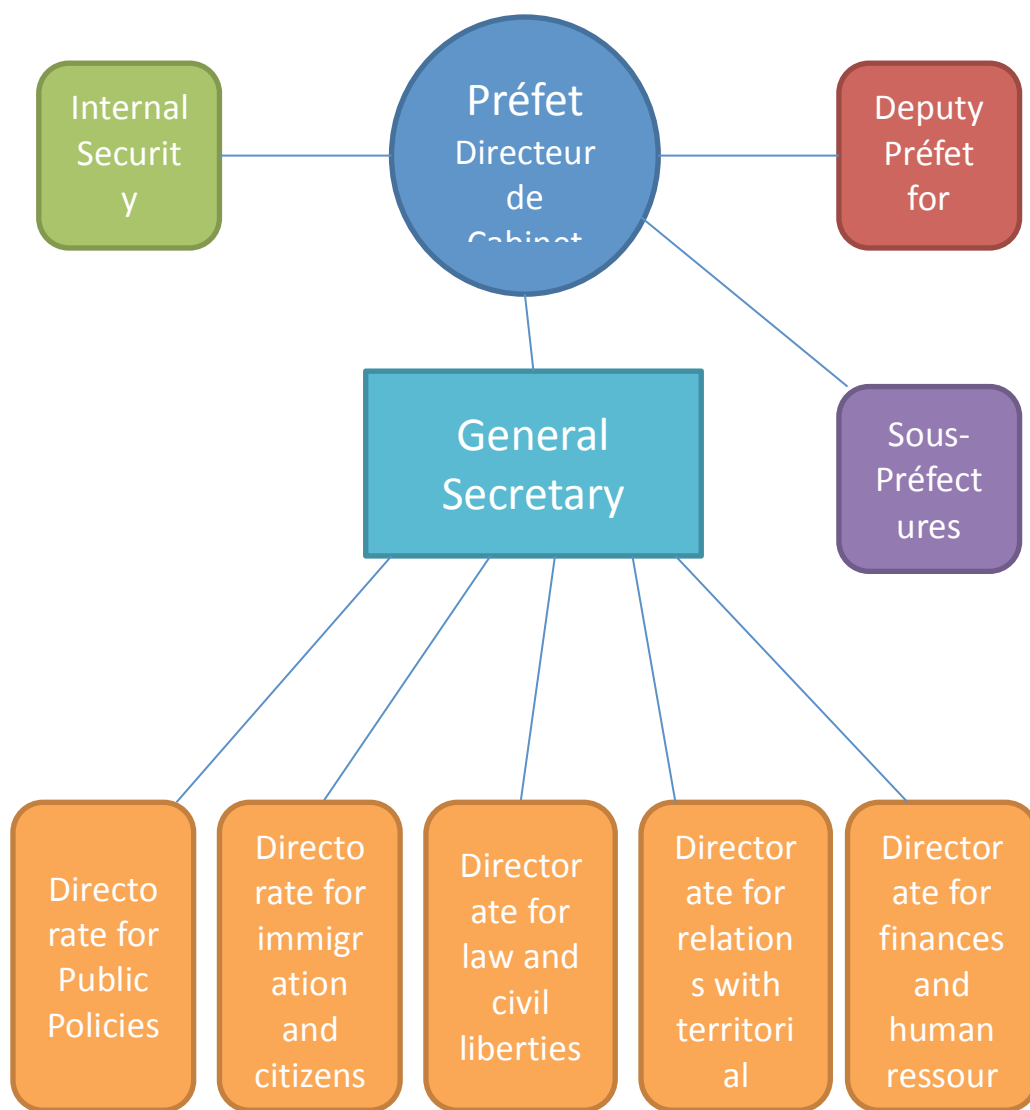 Préfet
Directeur
de
Cabinet
Internal
Securit
y
Deputy
Préfet
for
General
Secretary
Sous-
Préfect
ures
Directo
rate for
Public
Policies
Directo
rate for
immigr
ation
and
citizens
Director
ate for
law and
civil
liberties
Director
ate for
relation
s with
territori
al
Director
ate for
finances
and
human
ressour